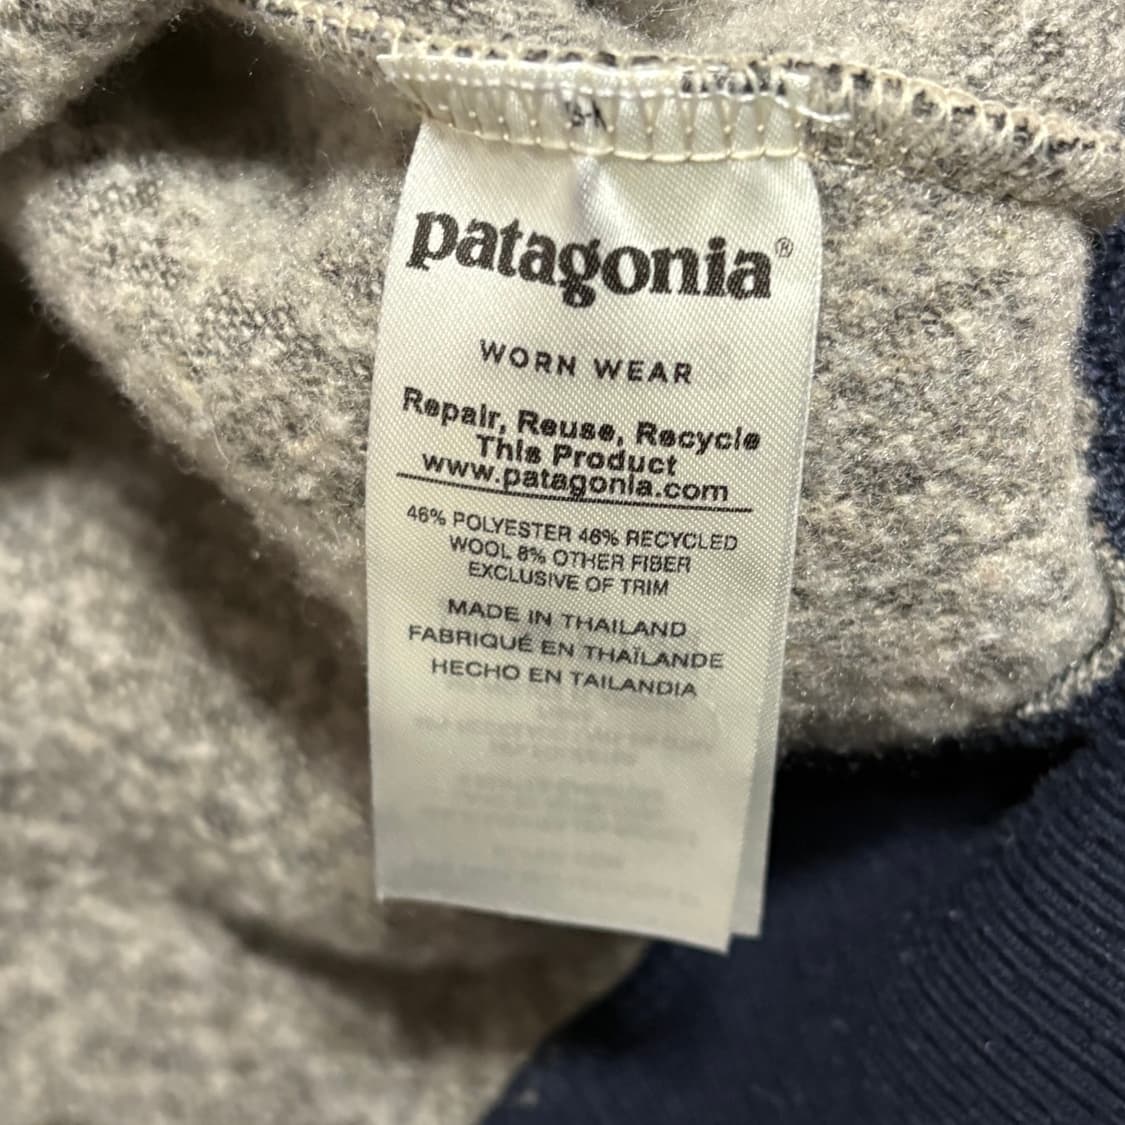 patagonia®
WORN WEAR
Repair, Reuse, Recycle
This Product
www.patagonia.com
46% POLYESTER 46% RECYCLED
WOOL 8% OTHER FIBER
EXCLUSIVE OF TRIM
MADE IN THAILAND
FABRIQUÉ EN THAÏLANDE
HECHO EN TAILANDIA